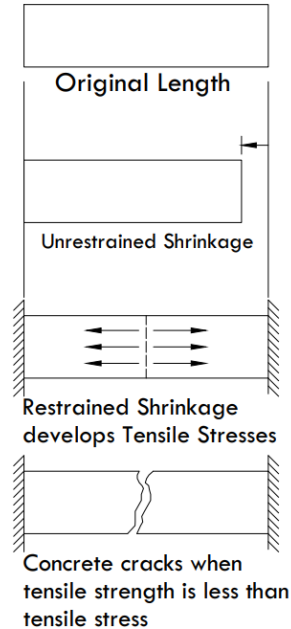 Original Length
Unrestrained Shrinkage
Restrained Shrinkage
develops Tensile Stresses
Concrete cracks when
tensile strength is less than
tensile stress